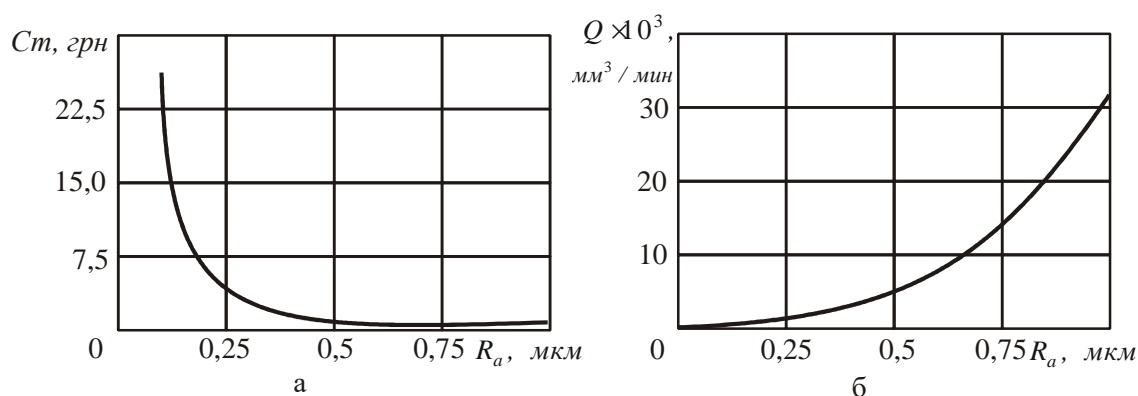 Ст, грн
22,5
15,0
7,5
0 0,25 0,5 0,75 Rₐ, мкм
а
Q ×10³,
мм³ / мин
30
20
10
0 0,25 0,5 0,75 Rₐ, мкм
б